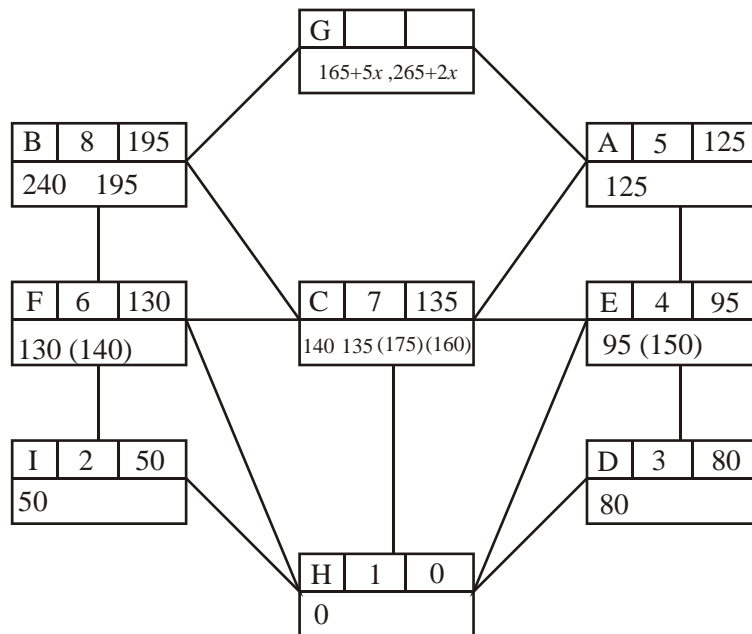 G
165+5x ,265+2x
B 8 195
240 195
A 5 125
125
F 6 130
130 (140)
C 7 135
140 135 (175)(160)
E 4 95
95 (150)
I 2 50
50
D 3 80
80
H 1 0
0